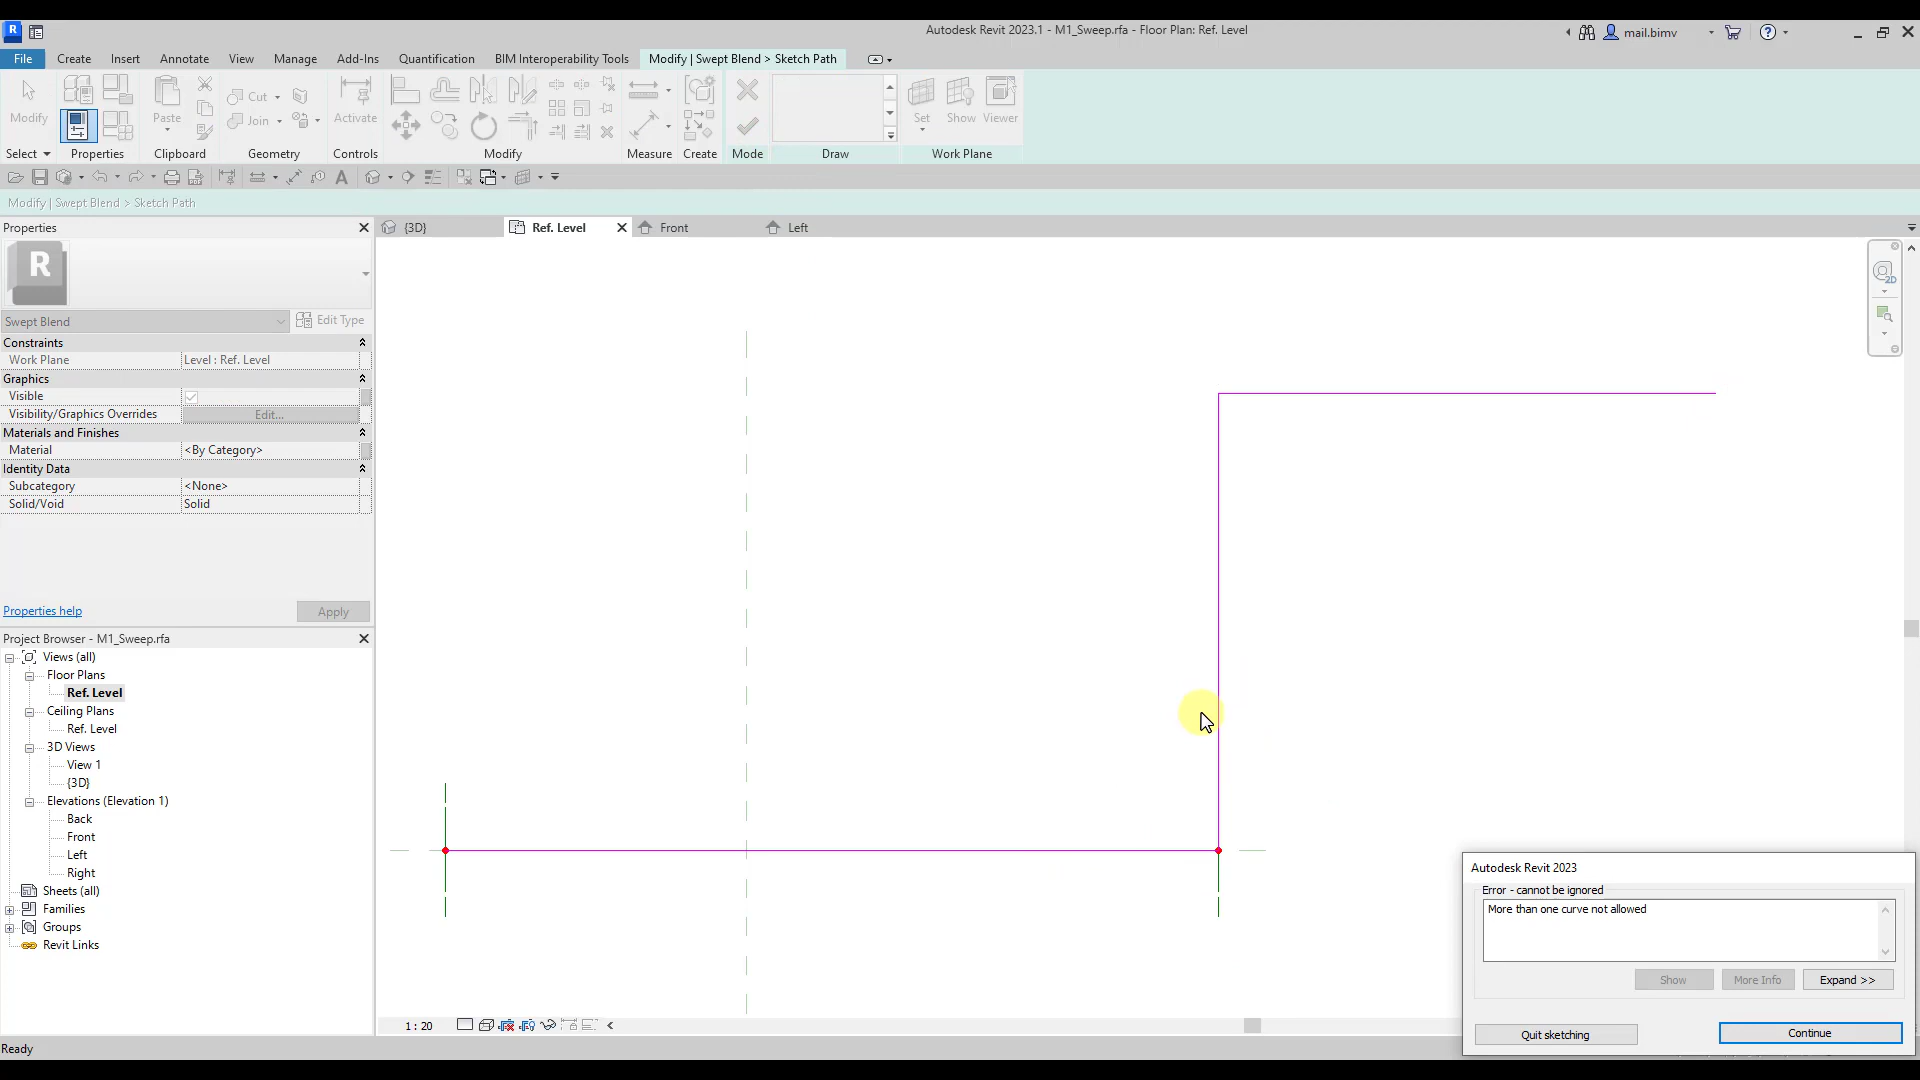 R
Autodesk Revit 2023.1 - M1_Sweep.rfa - Floor Plan: Ref. Level
mail.bimv
File
Create
Insert
Annotate
View
Manage
Add-Ins
Quantification
BIM Interoperability Tools
Modify | Swept Blend > Sketch Path
Modify
Paste
Cut
Join
Activate
Set
Show
Viewer
Select
Properties
Clipboard
Geometry
Controls
Modify
Measure
Create
Mode
Draw
Work Plane
Modify | Swept Blend > Sketch Path
Properties
{3D}
Ref. Level
Front
Left
R
2D
Swept Blend
Edit Type
Constraints
Work Plane
Level : Ref. Level
Graphics
Visible
Visibility/Graphics Overrides
Edit...
Materials and Finishes
Material
<By Category>
Identity Data
Subcategory
<None>
Solid/Void
Solid
Properties help
Apply
Project Browser - M1_Sweep.rfa
Views (all)
Floor Plans
Ref. Level
Ceiling Plans
Ref. Level
3D Views
View 1
{3D}
Elevations (Elevation 1)
Back
Front
Left
Right
Sheets (all)
Families
Groups
Revit Links
1 : 20
Ready
Autodesk Revit 2023
Error - cannot be ignored
More than one curve not allowed
Show
More Info
Expand >>
Quit sketching
Continue